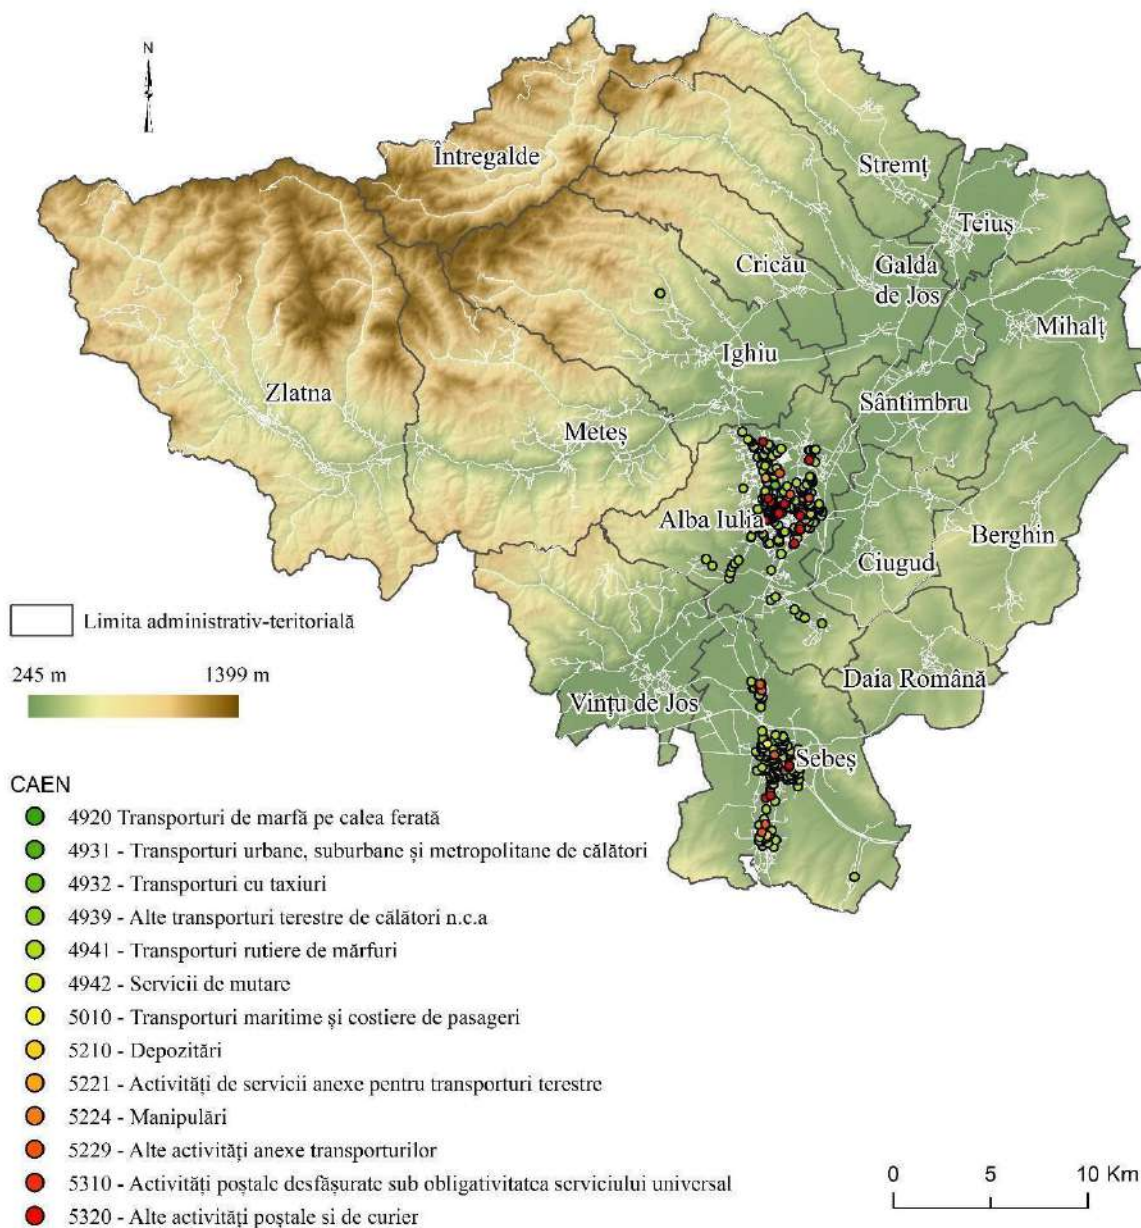 N
Întregalde
Stremț
Teiuș
Cricău
Galda
de Jos
Mihalț
Ighiu
Zlatna
Sântimbru
Meteș
Alba Iulia
Berghin
Ciugud
Limita administrativ-teritorială
245 m
1399 m
Daia Română
Vințu de Jos
Sebeș
CAEN
4920 Transporturi de marfă pe calea ferată
4931 - Transporturi urbane, suburbane și metropolitane de călători
4932 - Transporturi cu taxiuri
4939 - Alte transporturi terestre de călători n.c.a
4941 - Transporturi rutiere de mărfuri
4942 - Servicii de mutare
5010 - Transporturi maritime și costiere de pasageri
5210 - Depozitări
5221 - Activități de servicii anexe pentru transporturi terestre
5224 - Manipulări
5229 - Alte activități anexe transporturilor
5310 - Activități poștale desfășurate sub obligativitatea serviciului universal
5320 - Alte activități poștale si de curier
0 5 10 Km